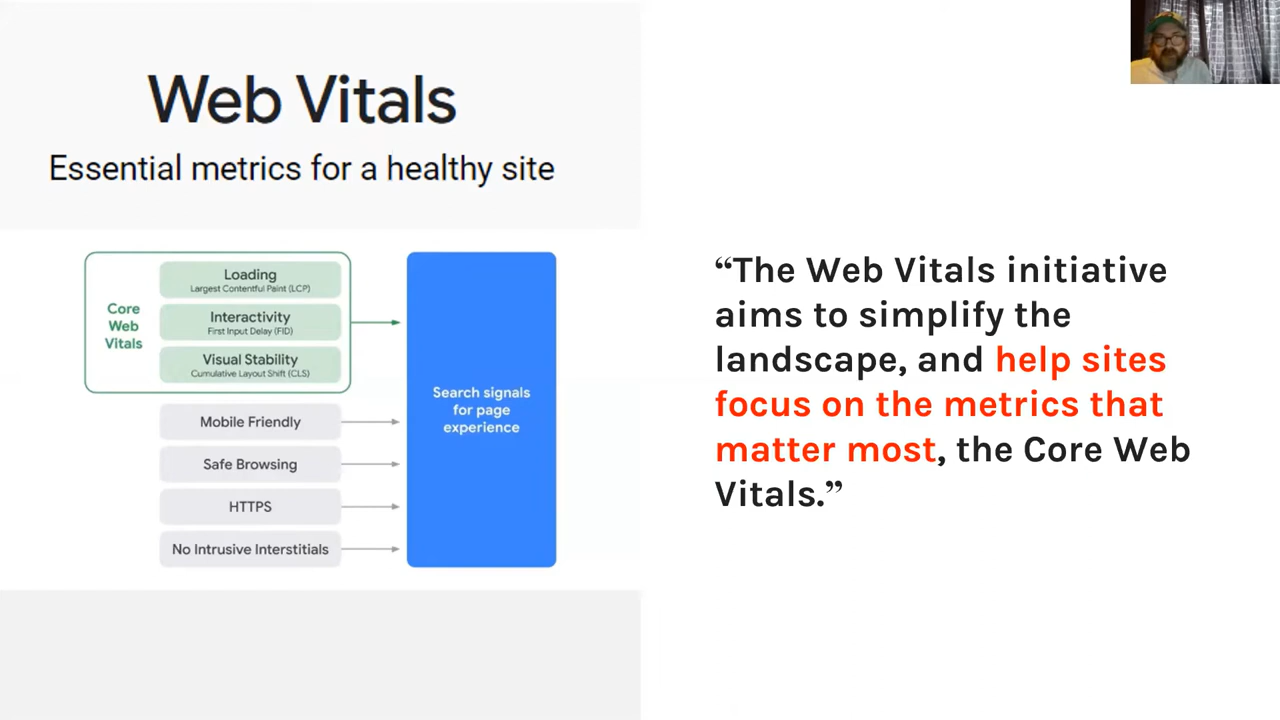 Web Vitals
Essential metrics for a healthy site
Core
Web
Vitals
Loading
Largest Contentful Paint (LCP)
Interactivity
First Input Delay (FID)
Visual Stability
Cumulative Layout Shift (CLS)
Mobile Friendly
Safe Browsing
HTTPS
No Intrusive Interstitials
Search signals
for page
experience
“The Web Vitals initiative
aims to simplify the
landscape, and help sites
focus on the metrics that
matter most, the Core Web
Vitals.”